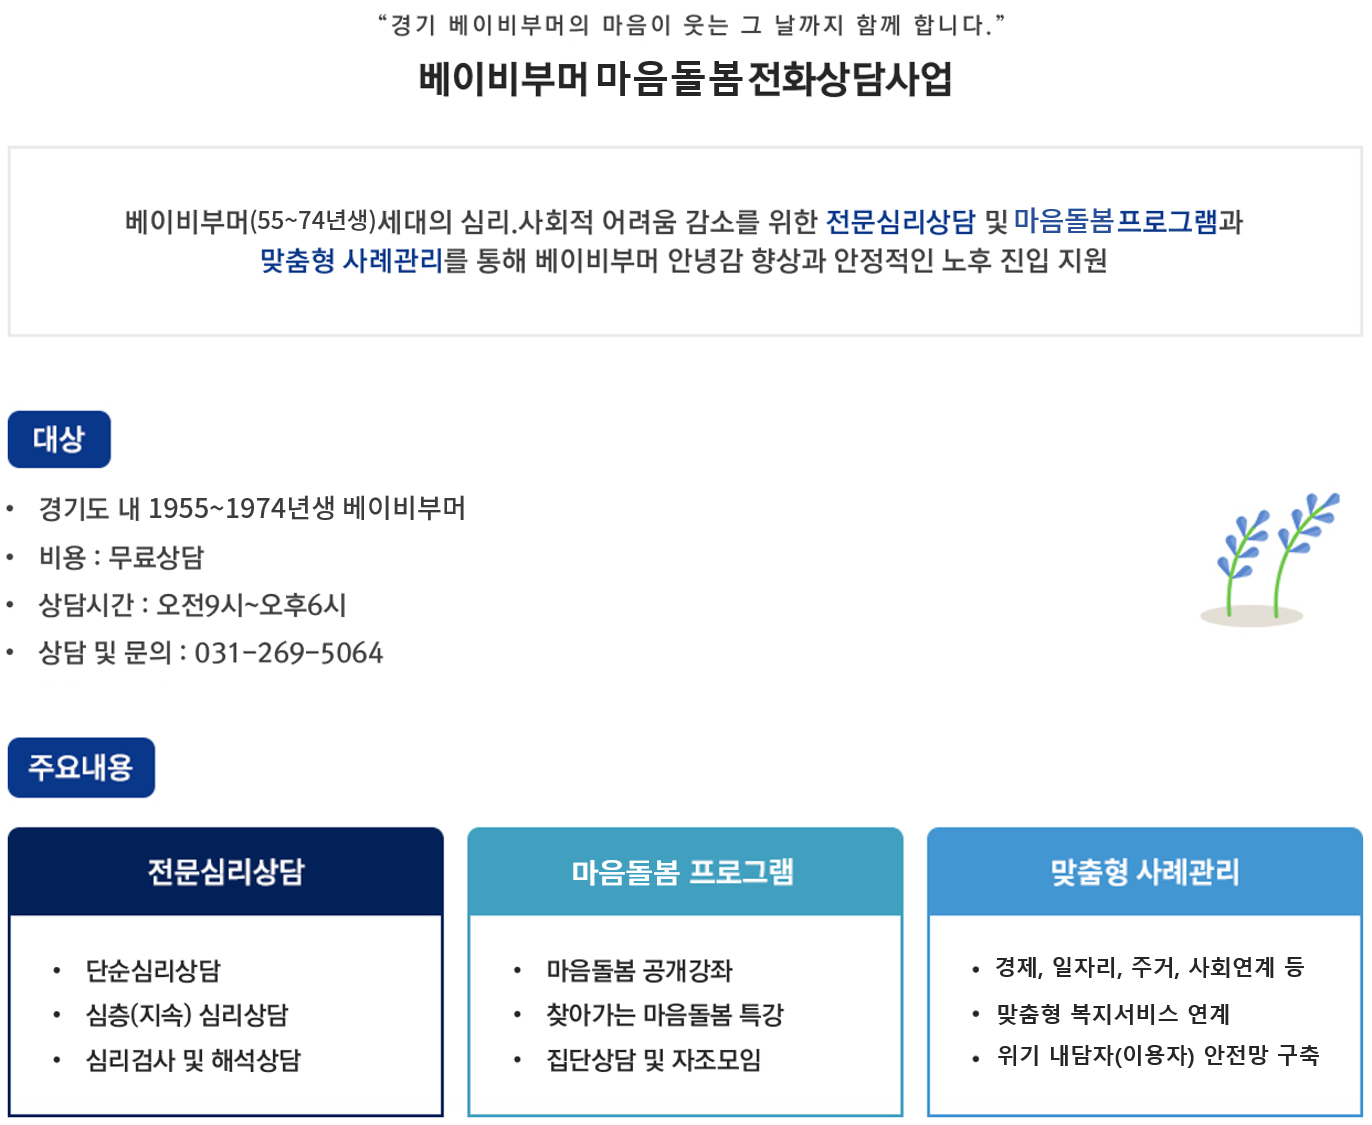 “경기 베이비부머의 마음이 웃는 그 날까지 함께 합니다.”
베이비부머 마음돌봄 전화상담사업
베이비부머(55~74년생)세대의 심리.사회적 어려움 감소를 위한 전문심리상담 및 마음돌봄프로그램과
맞춤형 사례관리를 통해 베이비부머 안녕감 향상과 안정적인 노후 진입 지원
대상
• 경기도 내 1955~1974년생 베이비부머
• 비용 : 무료상담
• 상담시간 : 오전9시~오후6시
• 상담 및 문의 : 031-269-5064
주요내용
전문심리상담
• 단순심리상담
• 심층(지속) 심리상담
• 심리검사 및 해석상담
마음돌봄 프로그램
• 마음돌봄 공개강좌
• 찾아가는 마음돌봄 특강
• 집단상담 및 자조모임
맞춤형 사례관리
• 경제, 일자리, 주거, 사회연계 등
• 맞춤형 복지서비스 연계
• 위기 내담자(이용자) 안전망 구축